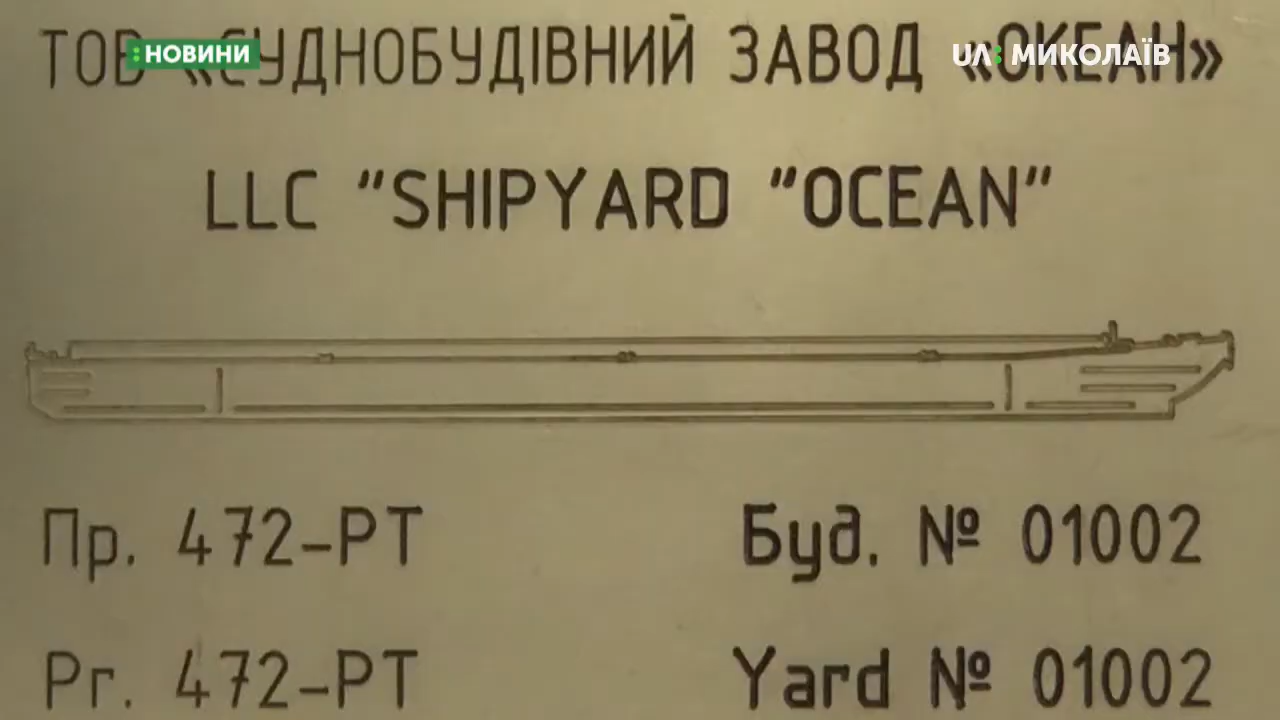 ТОВ «СУДНОБУДІВНИЙ ЗАВОД «ОКЕАН»
НОВИНИ
UA: МИКОЛАЇВ
LLC "SHIPYARD "OCEAN"
Пр. 472-РТ
Буд. № 01002
Pr. 472-PT
Yard № 01002